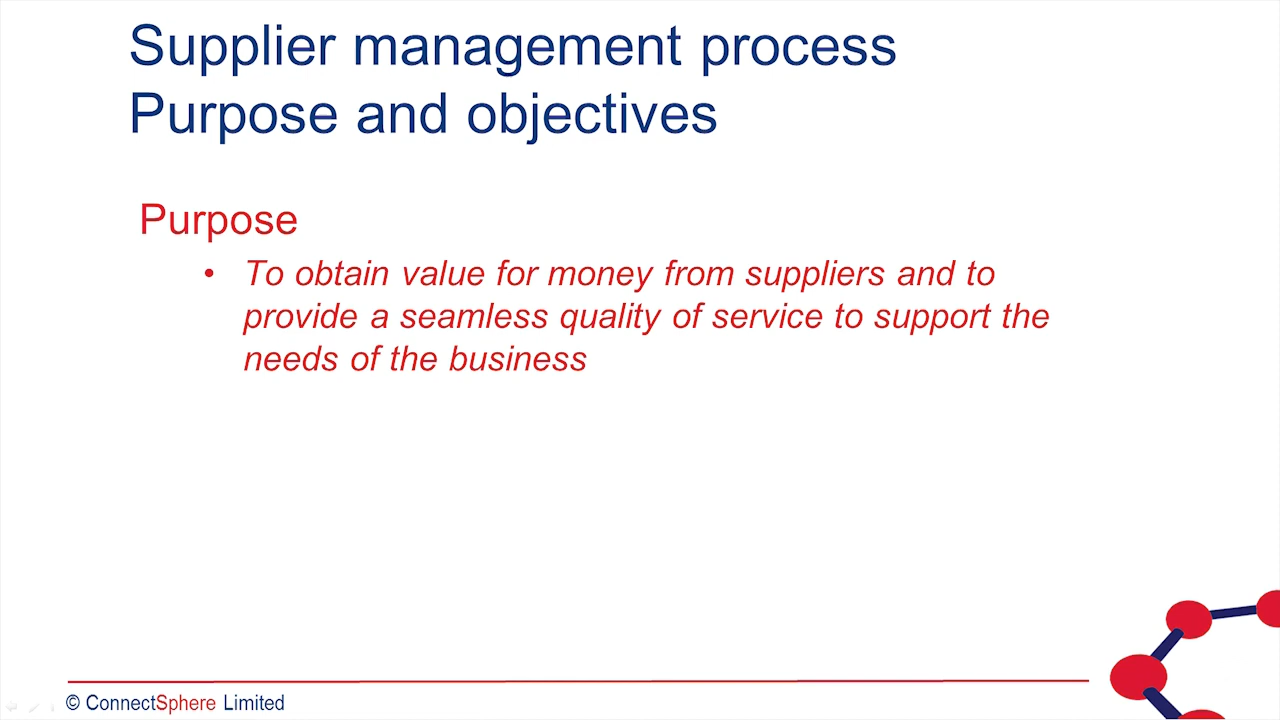 Supplier management process
Purpose and objectives
Purpose
• To obtain value for money from suppliers and to
provide a seamless quality of service to support the
needs of the business
© ConnectSphere Limited